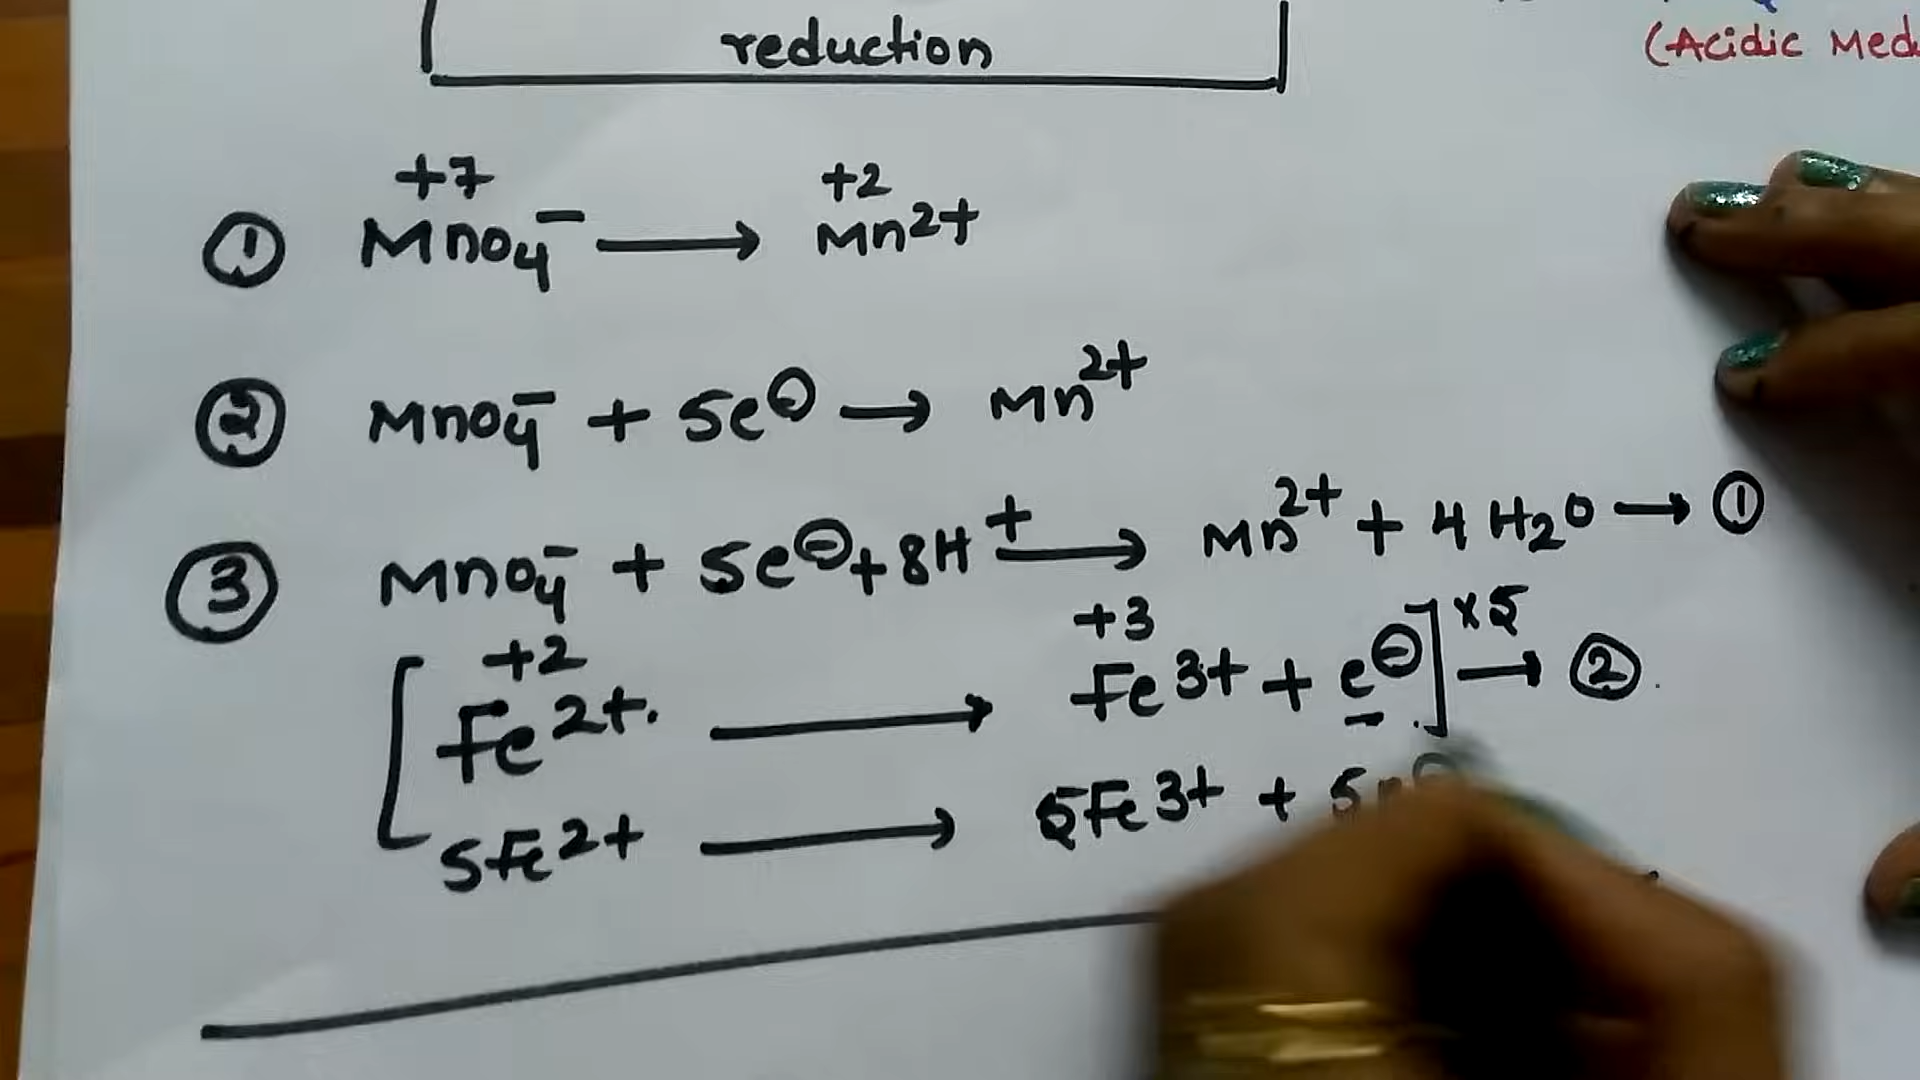 reduction
(Acidic
+7 +2
① MnO₄⁻ ⟶ Mn²⁺
② MnO₄⁻ + 5e⊖ → Mn²⁺
③ MnO₄⁻ + 5e⊖ + 8H⁺ ⟶ Mn²⁺ + 4H₂O → ①
+2 +3
[Fe²⁺. ⟶ Fe³⁺ + e⊖] ×5 → ②.
5Fe²⁺ ⟶ 5Fe³⁺ + 5